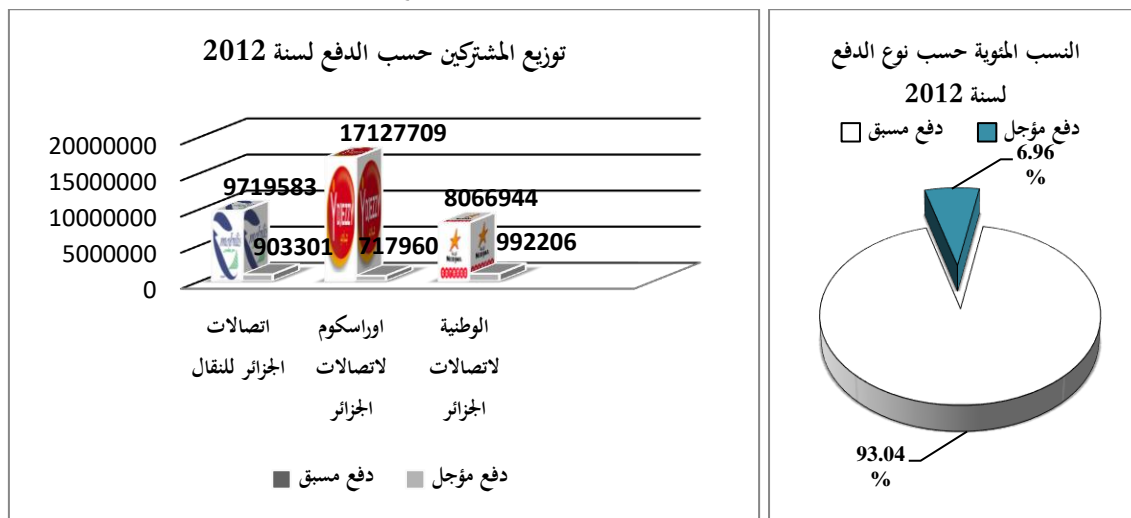 توزيع المشتركين حسب الدفع لسنة 2012
20000000
15000000
10000000
5000000
0
9719583
903301
17127709
717960
8066944
992206
اتصالات
الجزائر للنقال
اوراسكوم
لاتصالات
الجزائر
الوطنية
لاتصالات
الجزائر
دفع مسبق
دفع مؤجل
النسب المئوية حسب نوع الدفع
لسنة 2012
دفع مسبق
دفع مؤجل
6.96
%
93.04
%